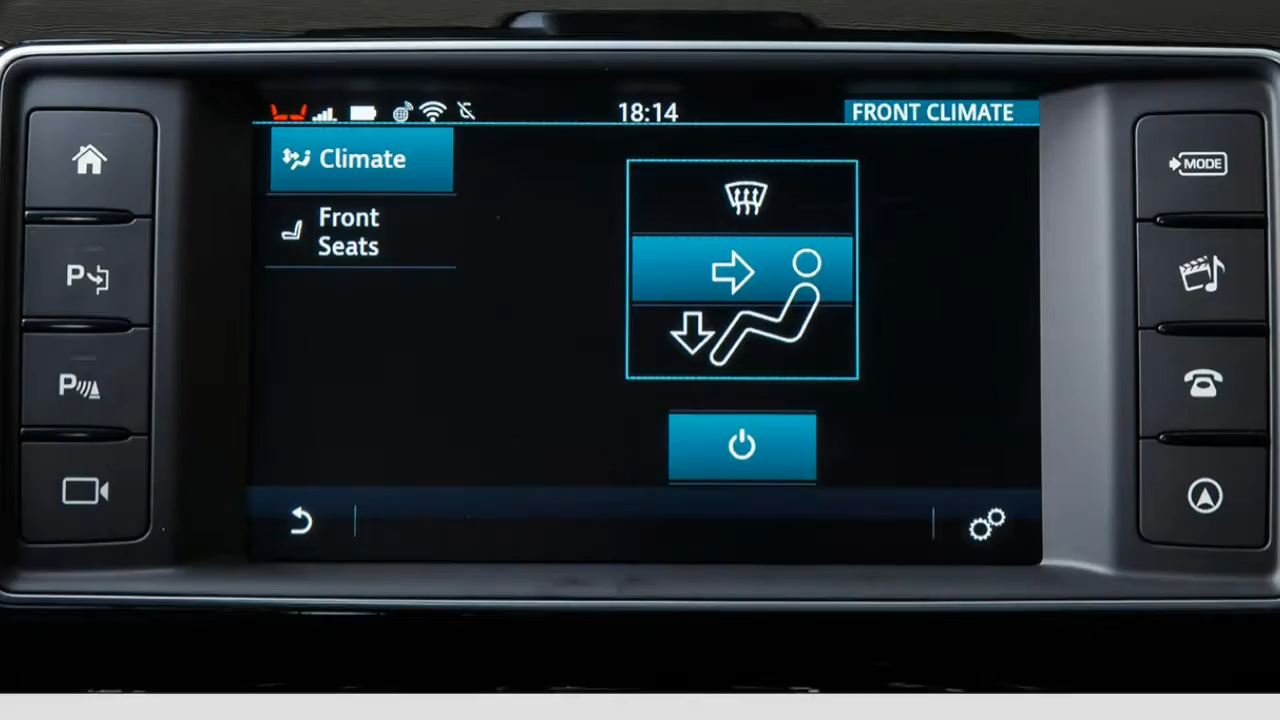 18:14
FRONT CLIMATE
Climate
Front
Seats
MODE
P
P